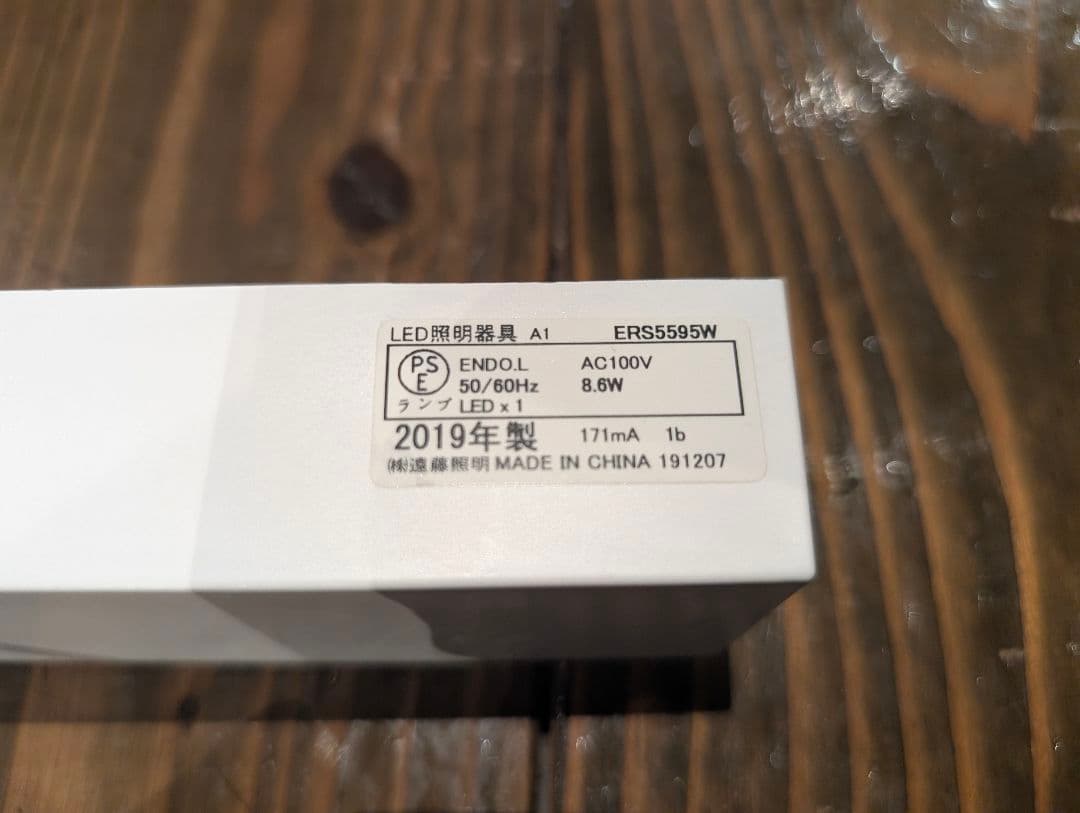 LED照明器具 A1 ERS5595W
PSE ENDO.L AC100V
50/60Hz 8.6W
ランプ LED x 1
2019年製 171mA 1b
㈱遠藤照明 MADE IN CHINA 191207